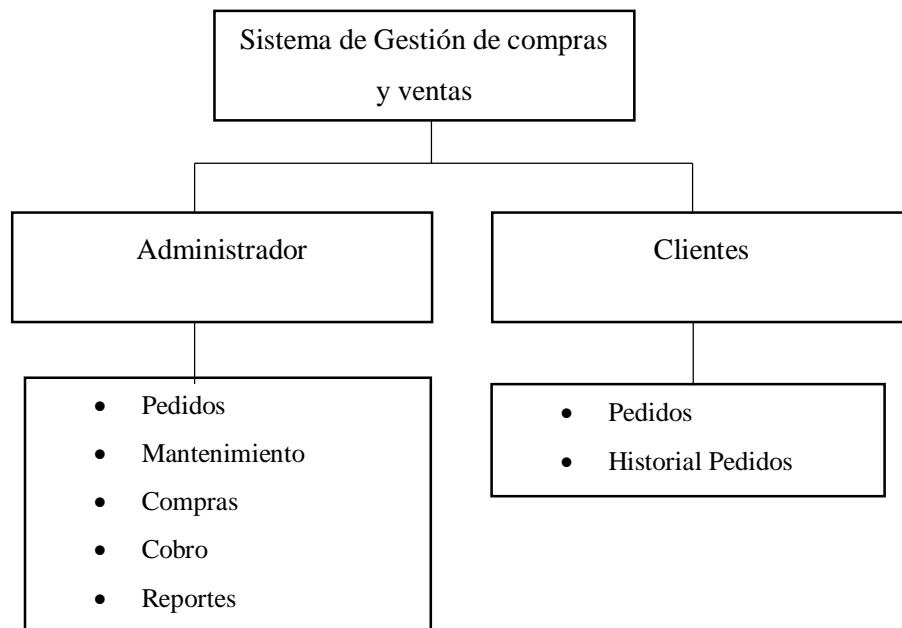 Sistema de Gestión de compras
y ventas
Administrador
Clientes
• Pedidos
• Mantenimiento
• Compras
• Cobro
• Reportes
• Pedidos
• Historial Pedidos